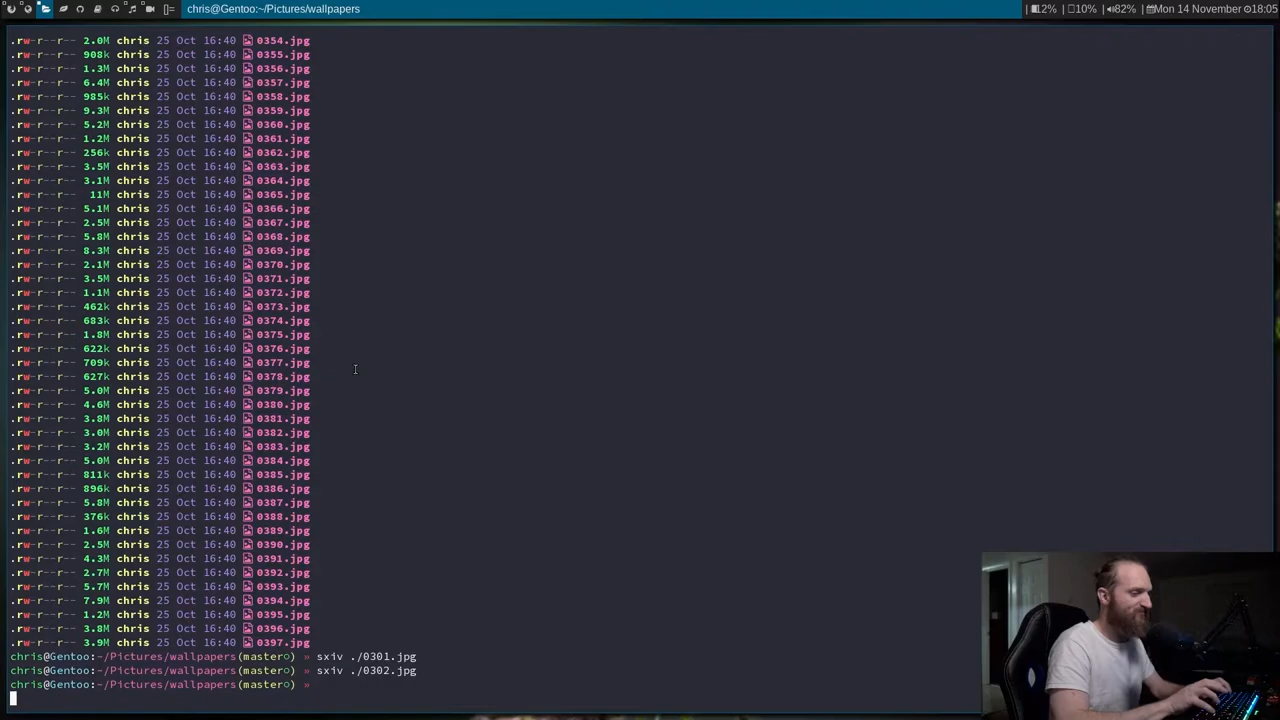 chris@Gentoo:~/Pictures/wallpapers
|12% |10% |82% |Mon 14 November 18:05
.rw-r--r-- 2.0M chris 25 Oct 16:40 0354.jpg
.rw-r--r-- 908k chris 25 Oct 16:40 0355.jpg
.rw-r--r-- 1.3M chris 25 Oct 16:40 0356.jpg
.rw-r--r-- 6.4M chris 25 Oct 16:40 0357.jpg
.rw-r--r-- 985k chris 25 Oct 16:40 0358.jpg
.rw-r--r-- 9.3M chris 25 Oct 16:40 0359.jpg
.rw-r--r-- 5.2M chris 25 Oct 16:40 0360.jpg
.rw-r--r-- 1.2M chris 25 Oct 16:40 0361.jpg
.rw-r--r-- 256k chris 25 Oct 16:40 0362.jpg
.rw-r--r-- 3.5M chris 25 Oct 16:40 0363.jpg
.rw-r--r-- 3.1M chris 25 Oct 16:40 0364.jpg
.rw-r--r-- 11M chris 25 Oct 16:40 0365.jpg
.rw-r--r-- 5.1M chris 25 Oct 16:40 0366.jpg
.rw-r--r-- 2.5M chris 25 Oct 16:40 0367.jpg
.rw-r--r-- 5.8M chris 25 Oct 16:40 0368.jpg
.rw-r--r-- 8.3M chris 25 Oct 16:40 0369.jpg
.rw-r--r-- 2.1M chris 25 Oct 16:40 0370.jpg
.rw-r--r-- 3.5M chris 25 Oct 16:40 0371.jpg
.rw-r--r-- 1.1M chris 25 Oct 16:40 0372.jpg
.rw-r--r-- 462k chris 25 Oct 16:40 0373.jpg
.rw-r--r-- 683k chris 25 Oct 16:40 0374.jpg
.rw-r--r-- 1.8M chris 25 Oct 16:40 0375.jpg
.rw-r--r-- 622k chris 25 Oct 16:40 0376.jpg
.rw-r--r-- 709k chris 25 Oct 16:40 0377.jpg
.rw-r--r-- 627k chris 25 Oct 16:40 0378.jpg
.rw-r--r-- 5.0M chris 25 Oct 16:40 0379.jpg
.rw-r--r-- 4.6M chris 25 Oct 16:40 0380.jpg
.rw-r--r-- 3.8M chris 25 Oct 16:40 0381.jpg
.rw-r--r-- 3.0M chris 25 Oct 16:40 0382.jpg
.rw-r--r-- 3.2M chris 25 Oct 16:40 0383.jpg
.rw-r--r-- 5.0M chris 25 Oct 16:40 0384.jpg
.rw-r--r-- 811k chris 25 Oct 16:40 0385.jpg
.rw-r--r-- 896k chris 25 Oct 16:40 0386.jpg
.rw-r--r-- 5.8M chris 25 Oct 16:40 0387.jpg
.rw-r--r-- 376k chris 25 Oct 16:40 0388.jpg
.rw-r--r-- 1.6M chris 25 Oct 16:40 0389.jpg
.rw-r--r-- 2.5M chris 25 Oct 16:40 0390.jpg
.rw-r--r-- 4.3M chris 25 Oct 16:40 0391.jpg
.rw-r--r-- 2.7M chris 25 Oct 16:40 0392.jpg
.rw-r--r-- 5.7M chris 25 Oct 16:40 0393.jpg
.rw-r--r-- 7.9M chris 25 Oct 16:40 0394.jpg
.rw-r--r-- 1.2M chris 25 Oct 16:40 0395.jpg
.rw-r--r-- 3.8M chris 25 Oct 16:40 0396.jpg
.rw-r--r-- 3.9M chris 25 Oct 16:40 0397.jpg
chris@Gentoo:~/Pictures/wallpapers(master○) » sxiv ./0301.jpg
chris@Gentoo:~/Pictures/wallpapers(master○) » sxiv ./0302.jpg
chris@Gentoo:~/Pictures/wallpapers(master○) »